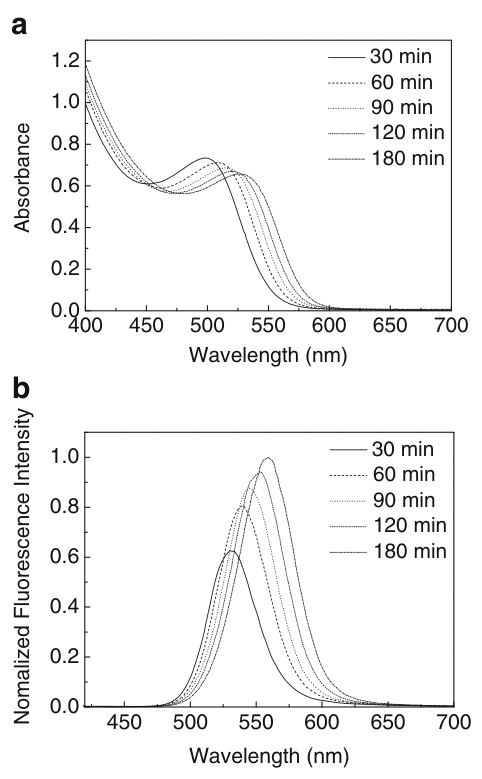 a
1.2
1.0
0.8
0.6
0.4
0.2
0.0
Absorbance
30 min
60 min
90 min
120 min
180 min
400 450 500 550 600 650 700
Wavelength (nm)
b
1.0
0.8
0.6
0.4
0.2
0.0
Nomalized Fluorescence Intensity
30 min
60 min
90 min
120 min
180 min
450 500 550 600 650 700
Wavelength (nm)